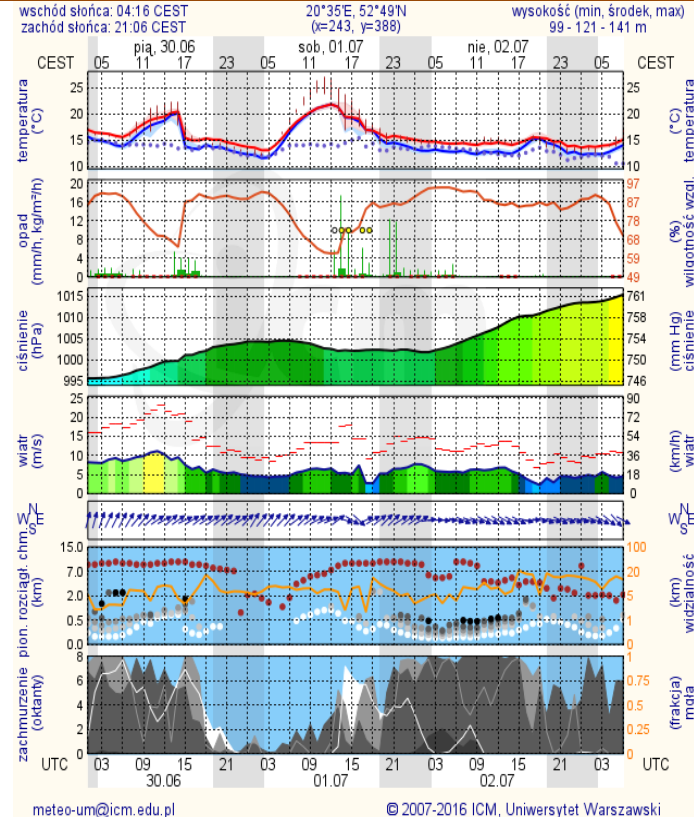 wschód słońca: 04:16 CEST 20°35'E, 52°49'N wysokość (min, środek, max)
zachód słońca: 21:06 CEST (x=243, y=388) 99 - 121 - 141 m
pią, 30.06 sob, 01.07 nie, 02.07
CEST 05 11 17 23 05 11 17 23 05 11 17 23 05 CEST
temperatura (°C)
25 25
20 20
15 15
10 10
temperatura (°C)
opad (mm/h, kg/m²/h)
20 97
16 87
12 78
8 68
4 59
0 49
(%) wilgotność wzgl.
ciśnienie (hPa)
1015 761
1010 758
1005 754
1000 750
995 746
(mm Hg) ciśnienie
wiatr (m/s)
25 90
20 72
15 54
10 36
5 18
0 0
(km/h) wiatr
N
W E
S
N
W E
S
pion. rozciągł. chm. (km)
15.0 100
7.0 20
2.0 5
0.5 1
0.0 0
(km) widzialność
zachmurzenie (oktanty)
8 1
6 0.75
4 0.5
2 0.25
0 0
(frakcja) mgła
UTC 03 09 15 21 03 09 15 21 03 09 15 21 03 UTC
30.06 01.07 02.07
meteo-um@icm.edu.pl © 2007-2016 ICM, Uniwersytet Warszawski